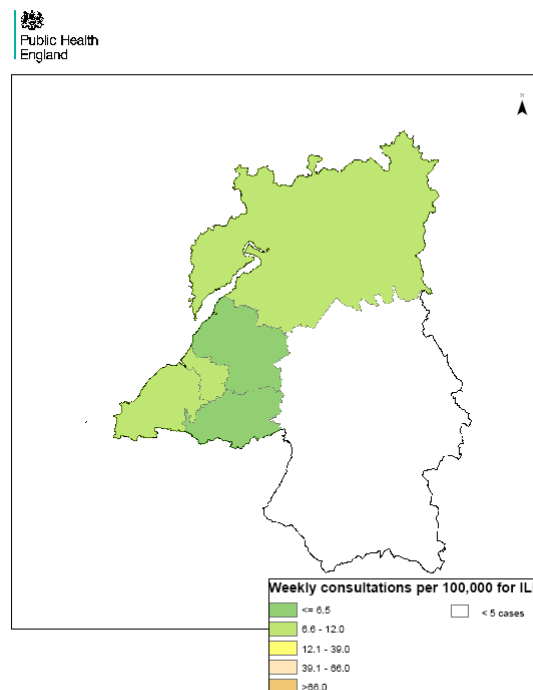 Public Health
England
N
Weekly consultations per 100,000 for IL
<= 6.5
< 5 cases
6.6 - 12.0
12.1 - 39.0
39.1 - 66.0
>66.0